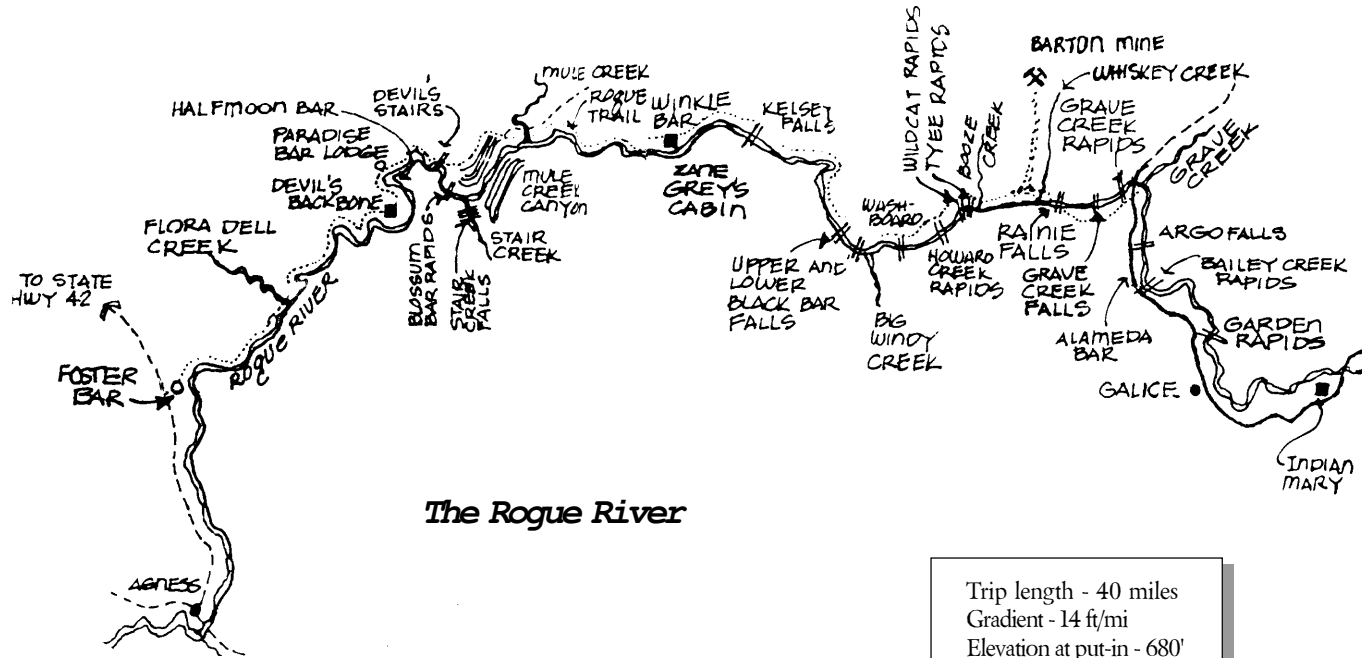 MULE CREEK
DEVIL'S
STAIRS
HALFMOON BAR
PARADISE
BAR LODGE
DEVIL'S
BACKBONE
FLORA DELL
CREEK
TO STATE
HWY 42
FOSTER
BAR
AGNESS
ROGUE RIVER
BLOSSUM
BAR RAPIDS
STAIR
CREEK
FALLS
STAIR
CREEK
MULE
CREEK
CANYON
ROGUE
TRAIL
WINKLE
BAR
ZANE
GREY'S
CABIN
KELSEY
FALLS
UPPER AND
LOWER
BLACK BAR
FALLS
WASH-
BOARD
BIG
WINDY
CREEK
HOWARD
CREEK
RAPIDS
WILDCAT RAPIDS
TYEE RAPIDS
BOOZE
CREEK
BARTON MINE
WHISKEY CREEK
GRAVE
CREEK
RAPIDS
GRAVE
CREEK
RAINIE
FALLS
GRAVE
CREEK
FALLS
ARGO FALLS
BAILEY CREEK
RAPIDS
ALAMEDA
BAR
GARDEN
RAPIDS
GALICE
INDIAN
MARY
The Rogue River
Trip length - 40 miles
Gradient - 14 ft/mi
Elevation at put-in - 680'